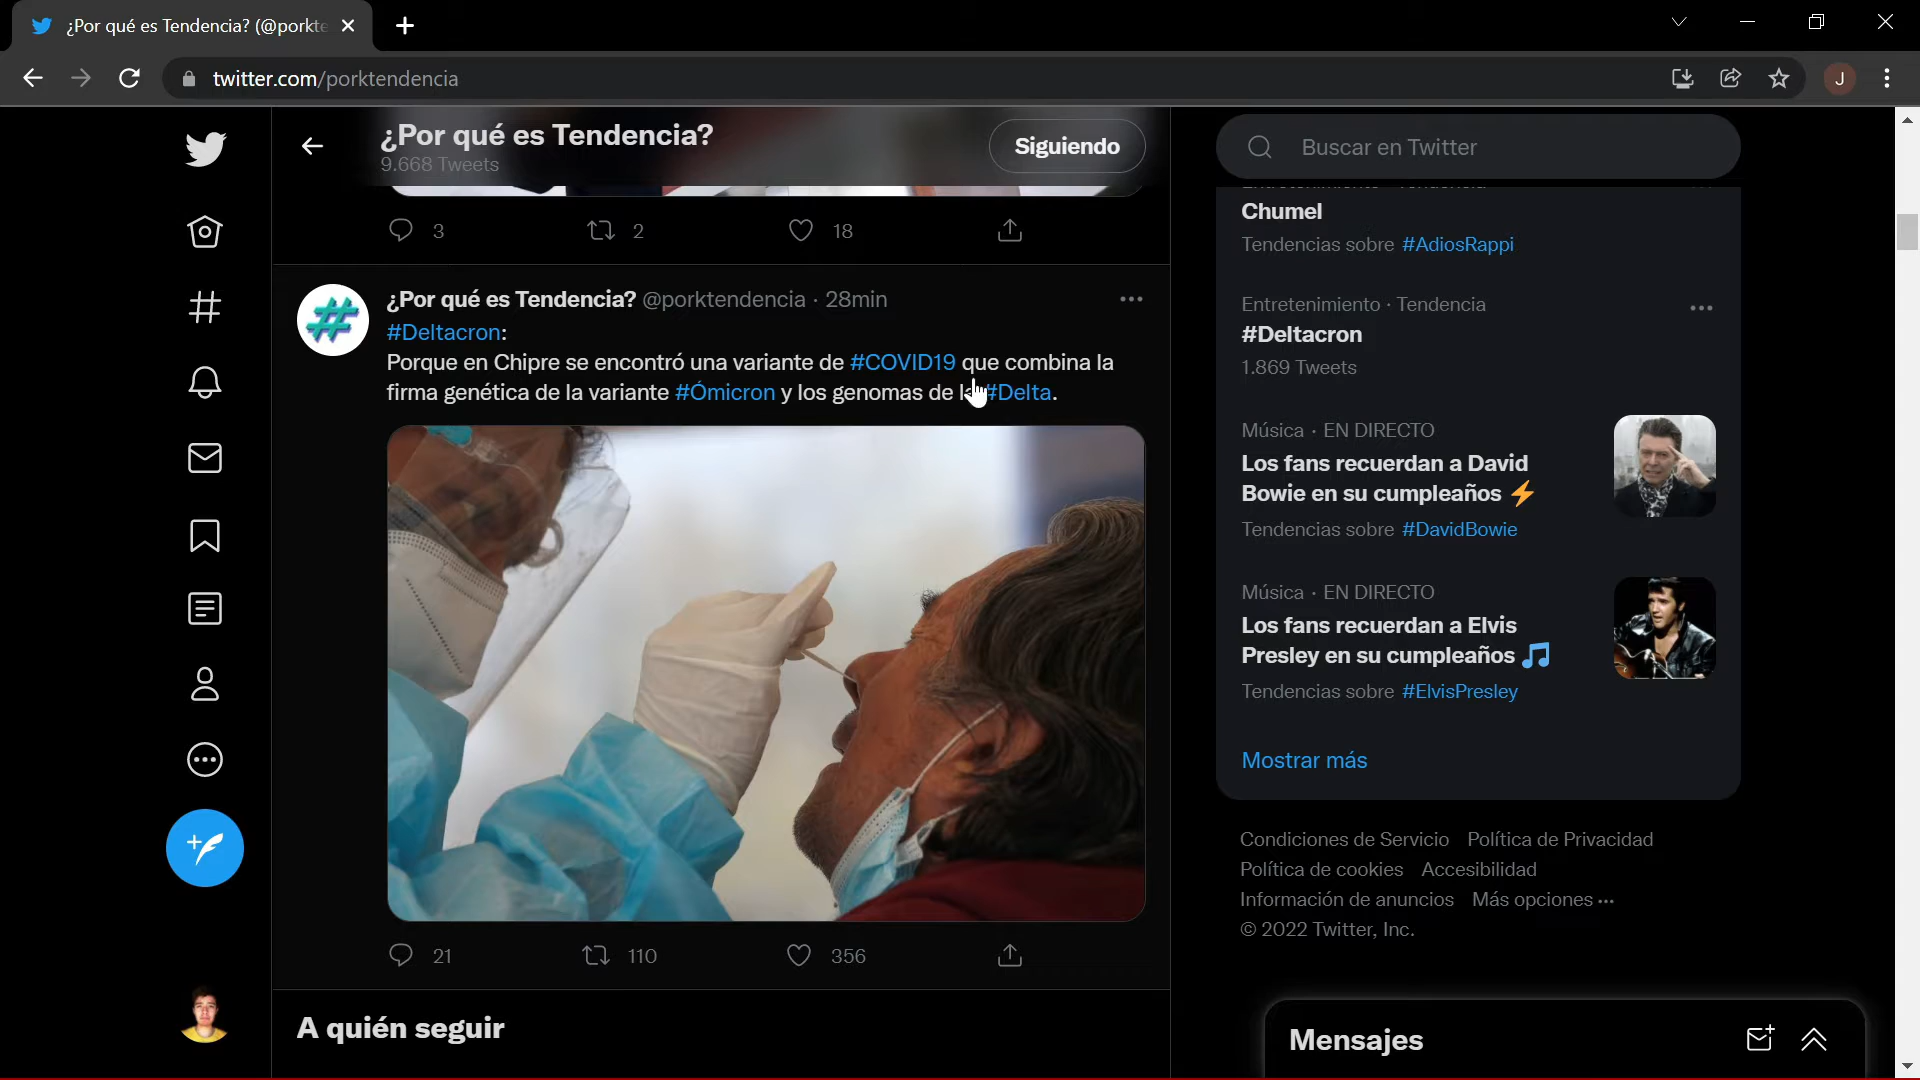 ¿Por qué es Tendencia? (@porkte
twitter.com/porktendencia
J
¿Por qué es Tendencia?
9.668 Tweets
Siguiendo
3
2
18
¿Por qué es Tendencia? @porktendencia · 28min
#Deltacron:
Porque en Chipre se encontró una variante de #COVID19 que combina la
firma genética de la variante #Ómicron y los genomas de #Delta.
21
110
356
A quién seguir
Buscar en Twitter
Chumel
Tendencias sobre #AdiosRappi
Entretenimiento · Tendencia
#Deltacron
1.869 Tweets
Música · EN DIRECTO
Los fans recuerdan a David
Bowie en su cumpleaños ⚡
Tendencias sobre #DavidBowie
Música · EN DIRECTO
Los fans recuerdan a Elvis
Presley en su cumpleaños 🎵
Tendencias sobre #ElvisPresley
Mostrar más
Condiciones de Servicio Política de Privacidad
Política de cookies Accesibilidad
Información de anuncios Más opciones ···
© 2022 Twitter, Inc.
Mensajes